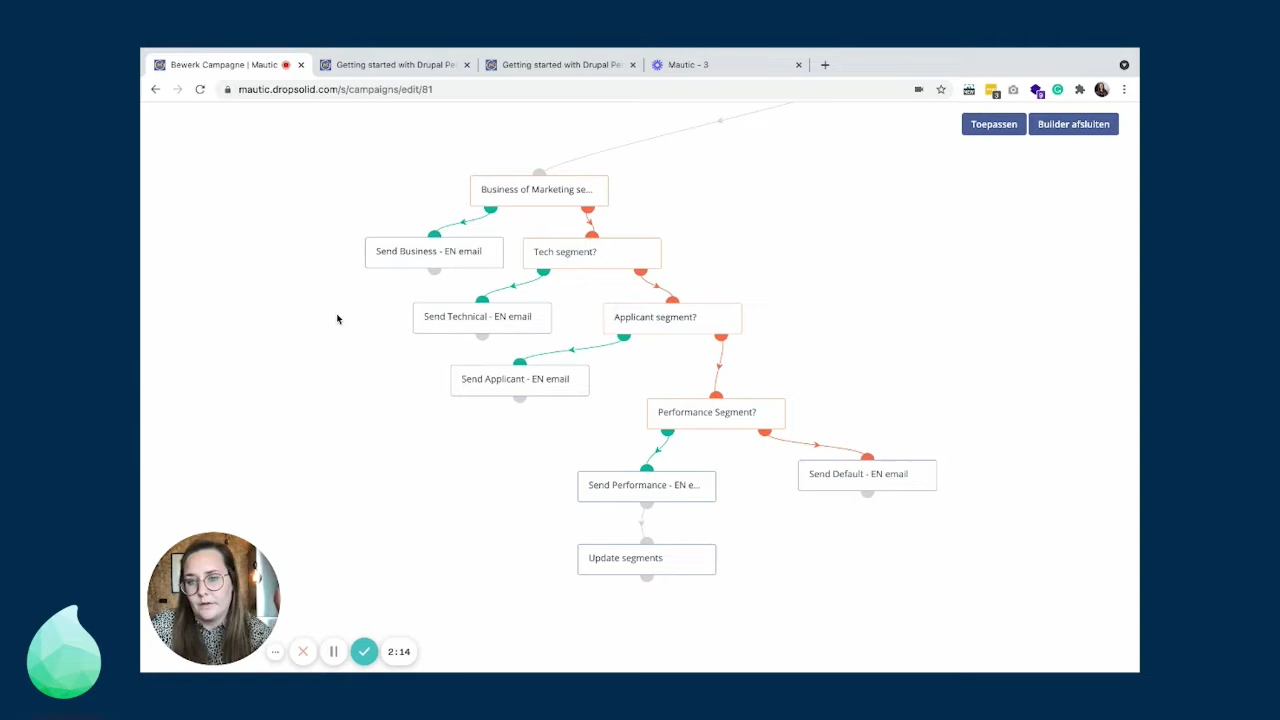 Bewerk Campagne | Mautic
Getting started with Drupal Pe
Getting started with Drupal Pe
Mautic - 3
mautic.dropsolid.com/s/campaigns/edit/81
Toepassen
Builder afsluiten
Business of Marketing se...
Send Business - EN email
Tech segment?
Send Technical - EN email
Applicant segment?
Send Applicant - EN email
Performance Segment?
Send Performance - EN e...
Send Default - EN email
Update segments
2:14